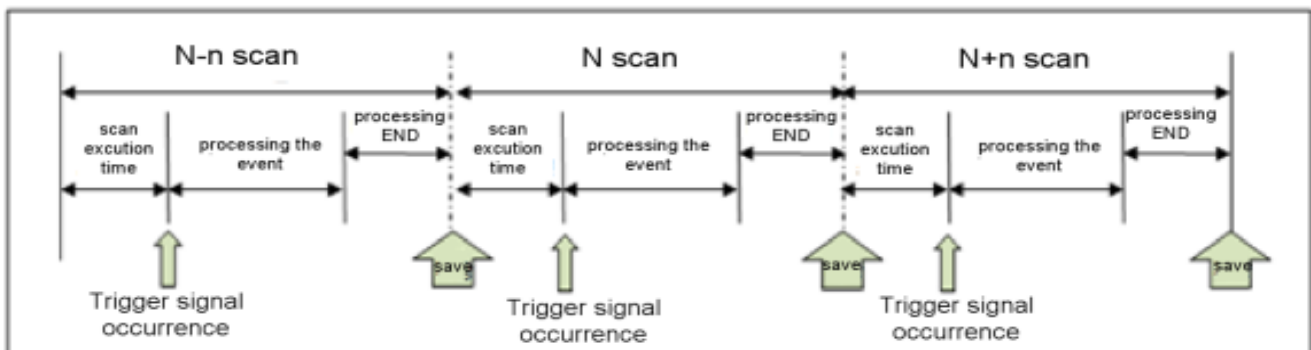 N-n scan
N scan
N+n scan
scan
excution
time
processing the
event
processing
END
scan
excution
time
processing the
event
processing
END
scan
excution
time
processing the
event
processing
END
save
save
save
Trigger signal
occurrence
Trigger signal
occurrence
Trigger signal
occurrence